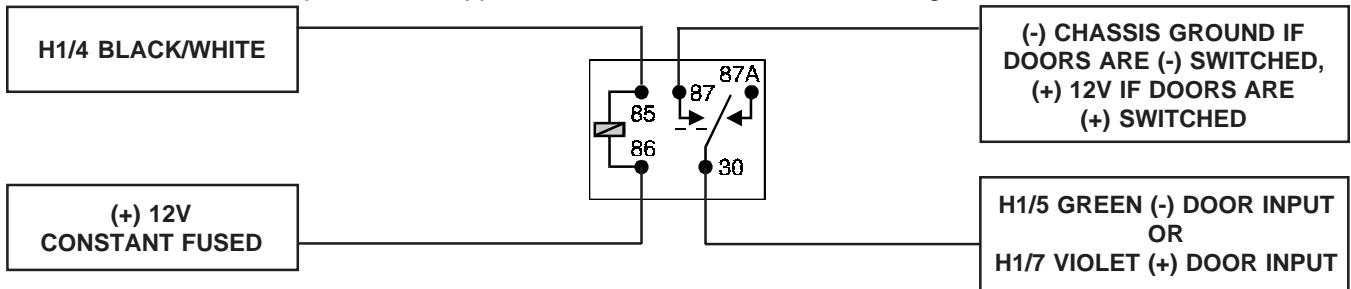 H1/4 BLACK/WHITE
(-) CHASSIS GROUND IF
DOORS ARE (-) SWITCHED,
(+) 12V IF DOORS ARE
(+) SWITCHED
87A
87
85
86
30
(+) 12V
CONSTANT FUSED
H1/5 GREEN (-) DOOR INPUT
OR
H1/7 VIOLET (+) DOOR INPUT